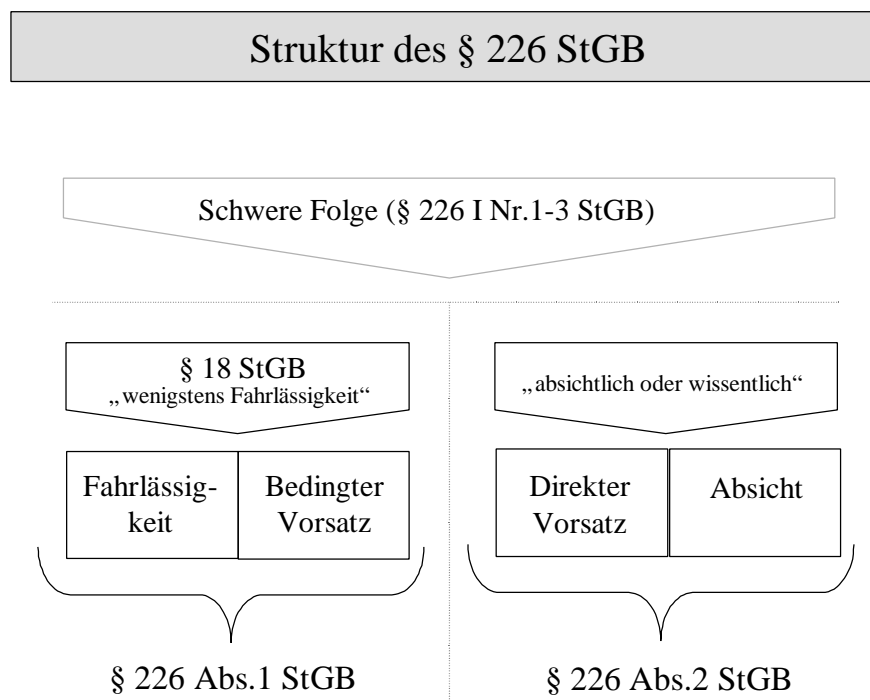 Struktur des § 226 StGB
Schwere Folge (§ 226 I Nr.1-3 StGB)
§ 18 StGB
„wenigstens Fahrlässigkeit“
„absichtlich oder wissentlich“
Fahrlässig-
keit
Bedingter
Vorsatz
Direkter
Vorsatz
Absicht
§ 226 Abs.1 StGB
§ 226 Abs.2 StGB